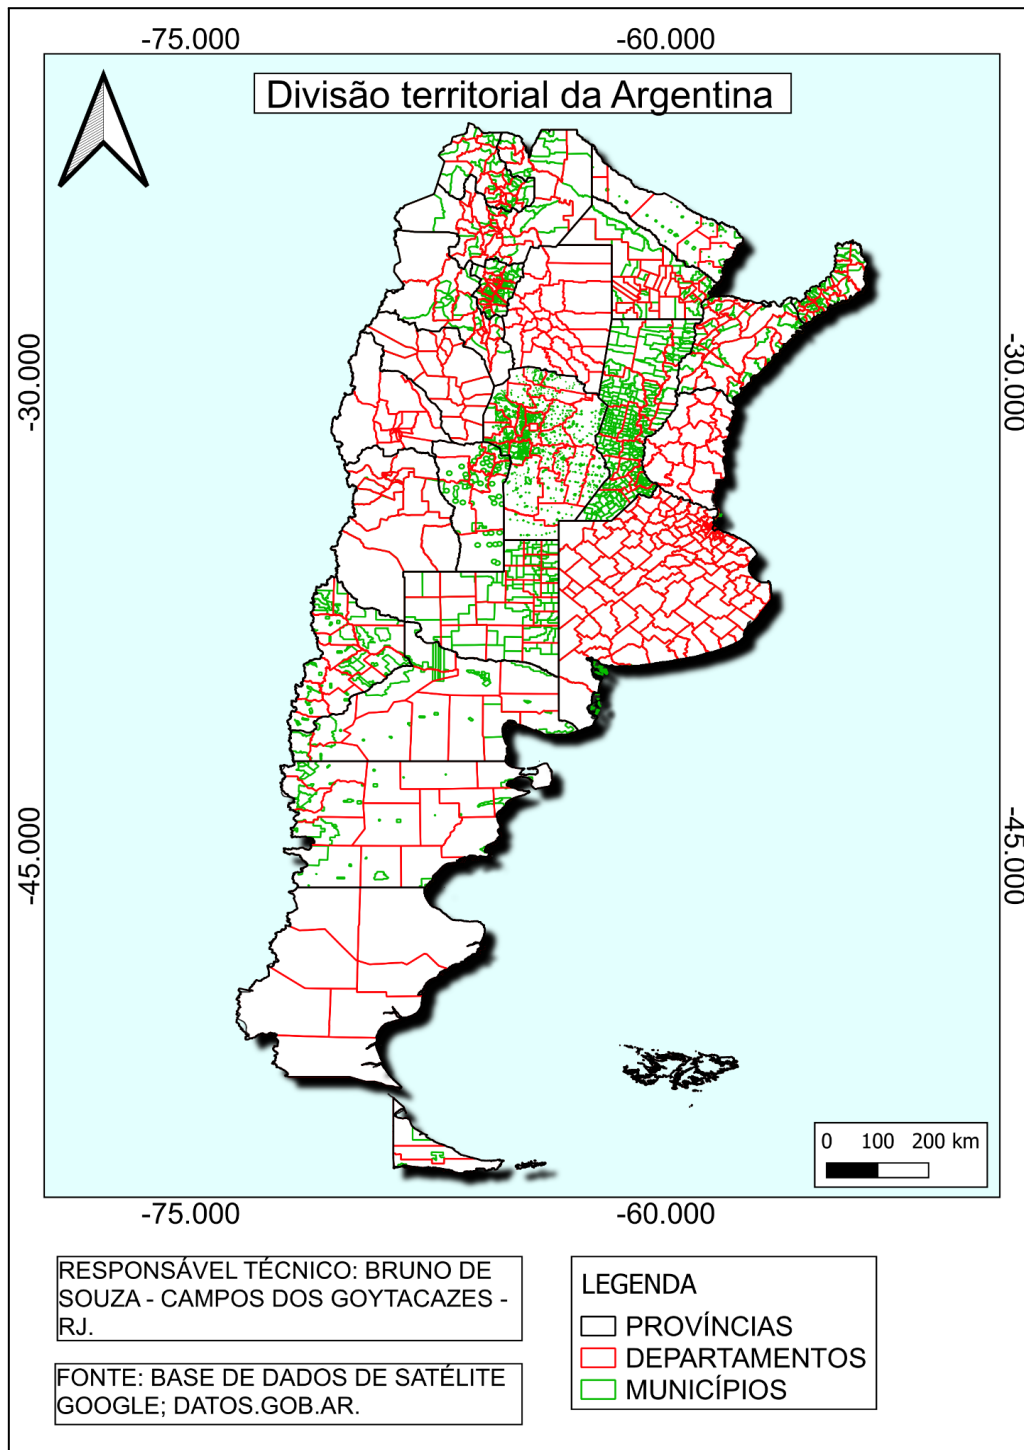 -75.000
-60.000
Divisão territorial da Argentina
-30.000
-30.000
-45.000
-45.000
0 100 200 km
-75.000
-60.000
RESPONSÁVEL TÉCNICO: BRUNO DE
SOUZA - CAMPOS DOS GOYTACAZES -
RJ.
FONTE: BASE DE DADOS DE SATÉLITE
GOOGLE; DATOS.GOB.AR.
LEGENDA
PROVÍNCIAS
DEPARTAMENTOS
MUNICÍPIOS